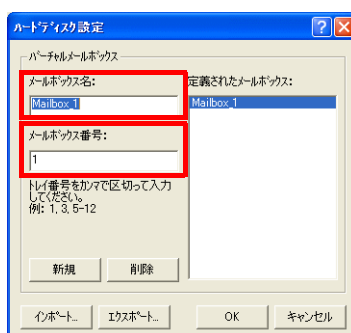 ハードディスク設定
バーチャルメールボックス
メールボックス名:
Mailbox_1
メールボックス番号:
1
トレイ番号をカンマで区切って入力
してください。
例: 1, 3, 5-12
新規
削除
定義されたメールボックス:
Mailbox_1
インポート...
エクスポート...
OK
キャンセル